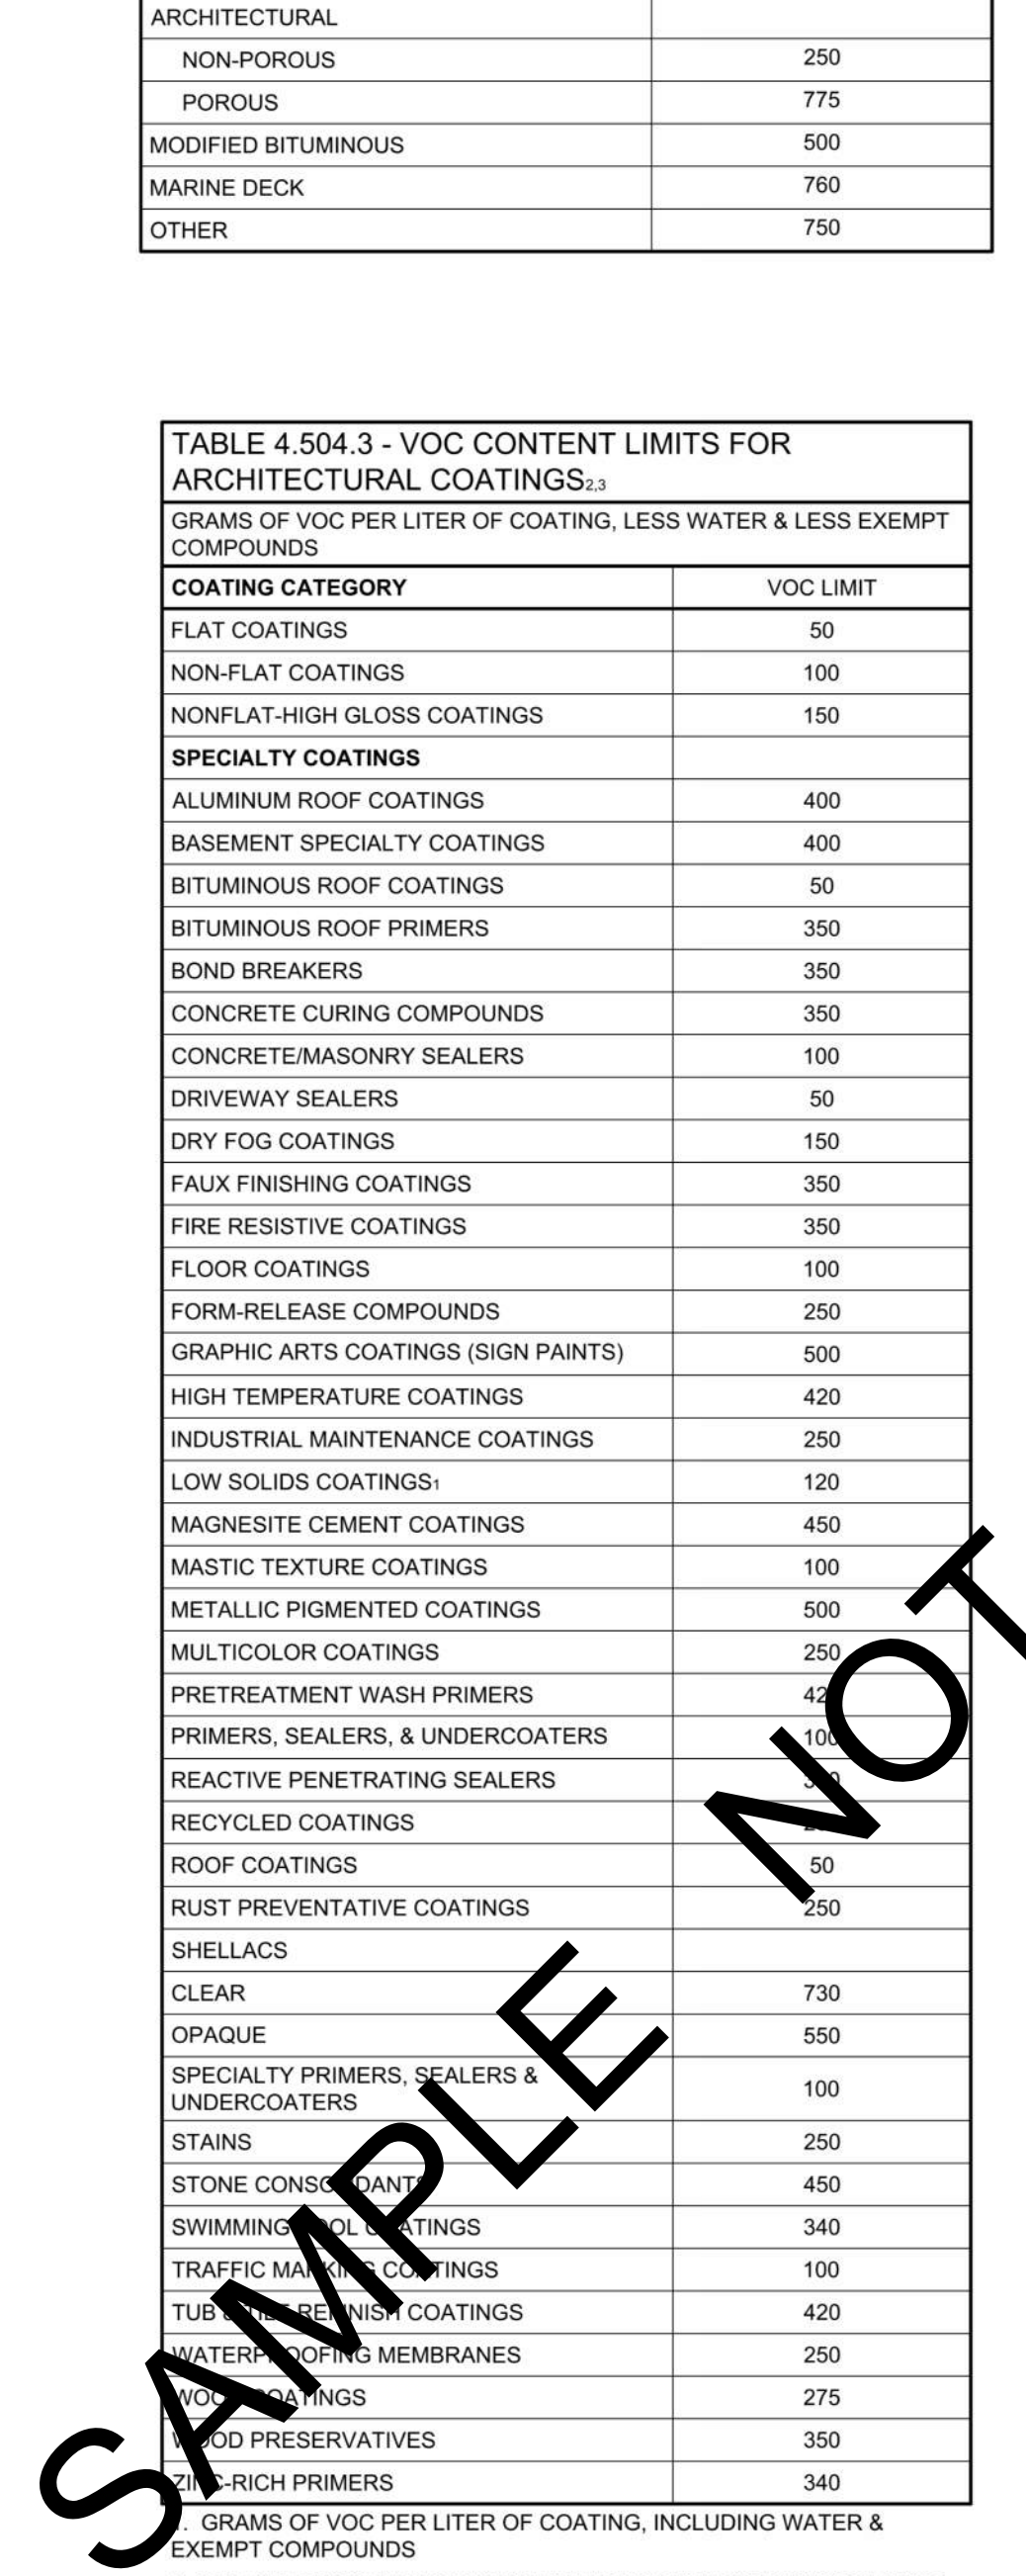 ARCHITECTURAL
NON-POROUS 250
POROUS 775
MODIFIED BITUMINOUS 500
MARINE DECK 760
OTHER 750
TABLE 4.504.3 - VOC CONTENT LIMITS FOR
ARCHITECTURAL COATINGS2,3
GRAMS OF VOC PER LITER OF COATING, LESS WATER & LESS EXEMPT
COMPOUNDS
COATING CATEGORY VOC LIMIT
FLAT COATINGS 50
NON-FLAT COATINGS 100
NONFLAT-HIGH GLOSS COATINGS 150
SPECIALTY COATINGS
ALUMINUM ROOF COATINGS 400
BASEMENT SPECIALTY COATINGS 400
BITUMINOUS ROOF COATINGS 50
BITUMINOUS ROOF PRIMERS 350
BOND BREAKERS 350
CONCRETE CURING COMPOUNDS 350
CONCRETE/MASONRY SEALERS 100
DRIVEWAY SEALERS 50
DRY FOG COATINGS 150
FAUX FINISHING COATINGS 350
FIRE RESISTIVE COATINGS 350
FLOOR COATINGS 100
FORM-RELEASE COMPOUNDS 250
GRAPHIC ARTS COATINGS (SIGN PAINTS) 500
HIGH TEMPERATURE COATINGS 420
INDUSTRIAL MAINTENANCE COATINGS 250
LOW SOLIDS COATINGS1 120
MAGNESITE CEMENT COATINGS 450
MASTIC TEXTURE COATINGS 100
METALLIC PIGMENTED COATINGS 500
MULTICOLOR COATINGS 250
PRETREATMENT WASH PRIMERS
PRIMERS, SEALERS, & UNDERCOATERS 100
REACTIVE PENETRATING SEALERS
RECYCLED COATINGS
ROOF COATINGS 50
RUST PREVENTATIVE COATINGS 250
SHELLACS
CLEAR 730
OPAQUE 550
SPECIALTY PRIMERS, SEALERS &
UNDERCOATERS 100
STAINS 250
STONE 450
SWIMMING POOL COATINGS 340
TRAFFIC MARKING COATINGS 100
TUB & TILE REFINISH COATINGS 420
WATERPROOFING MEMBRANES 250
WOOD COATINGS 275
WOOD PRESERVATIVES 350
ZINC-RICH PRIMERS 340
1. GRAMS OF VOC PER LITER OF COATING, INCLUDING WATER &
EXEMPT COMPOUNDS
SAMPLE NOT